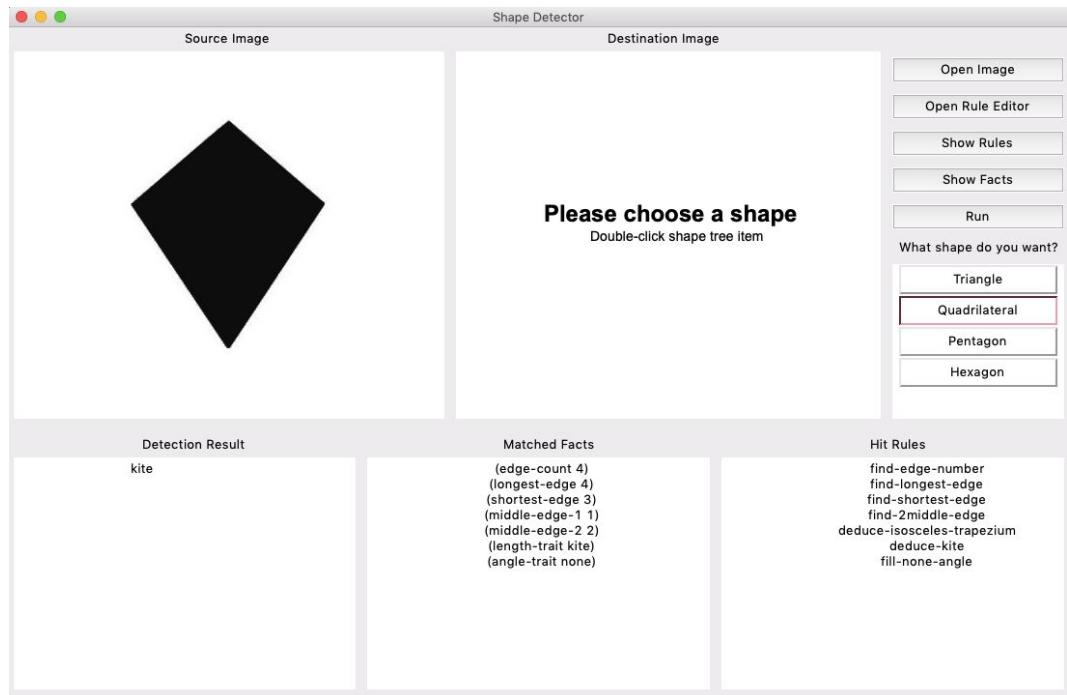 Shape Detector
Source Image
Destination Image
Please choose a shape
Double-click shape tree item
Open Image
Open Rule Editor
Show Rules
Show Facts
Run
What shape do you want?
Triangle
Quadrilateral
Pentagon
Hexagon
Detection Result
kite
Matched Facts
(edge-count 4)
(longest-edge 4)
(shortest-edge 3)
(middle-edge-1 1)
(middle-edge-2 2)
(length-trait kite)
(angle-trait none)
Hit Rules
find-edge-number
find-longest-edge
find-shortest-edge
find-2middle-edge
deduce-isosceles-trapezium
deduce-kite
fill-none-angle